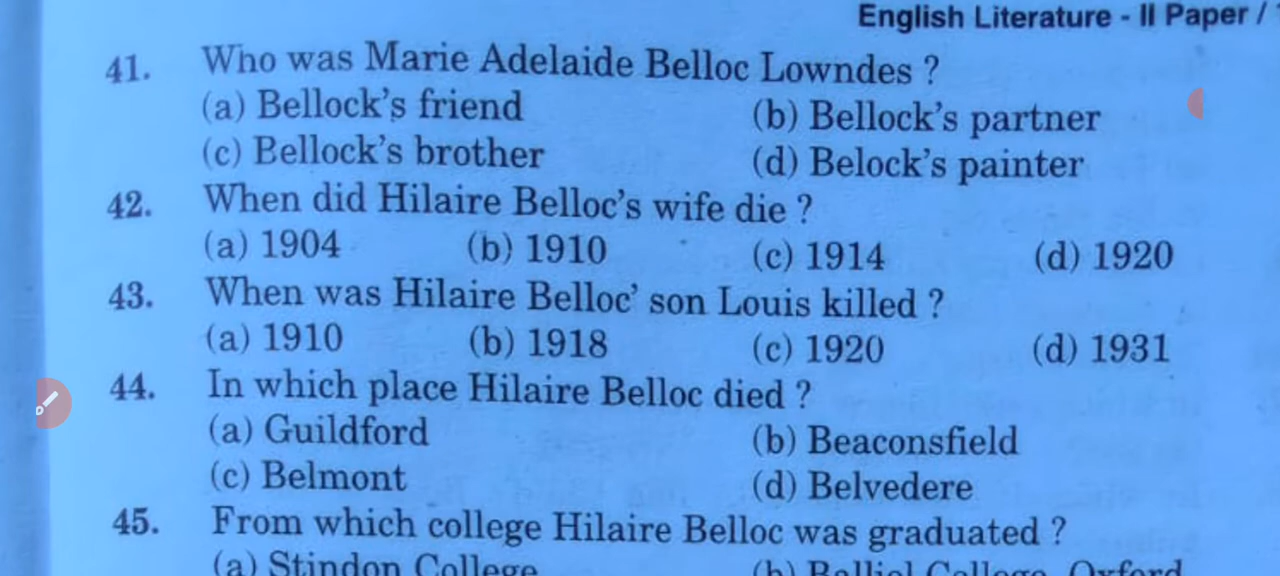 English Literature - II Paper /
41. Who was Marie Adelaide Belloc Lowndes ?
(a) Bellock's friend (b) Bellock's partner
(c) Bellock's brother (d) Belock's painter
42. When did Hilaire Belloc's wife die ?
(a) 1904 (b) 1910 (c) 1914 (d) 1920
43. When was Hilaire Belloc' son Louis killed ?
(a) 1910 (b) 1918 (c) 1920 (d) 1931
44. In which place Hilaire Belloc died ?
(a) Guildford (b) Beaconsfield
(c) Belmont (d) Belvedere
45. From which college Hilaire Belloc was graduated ?
(a) Stindon College (b) Balliol College, Oxford